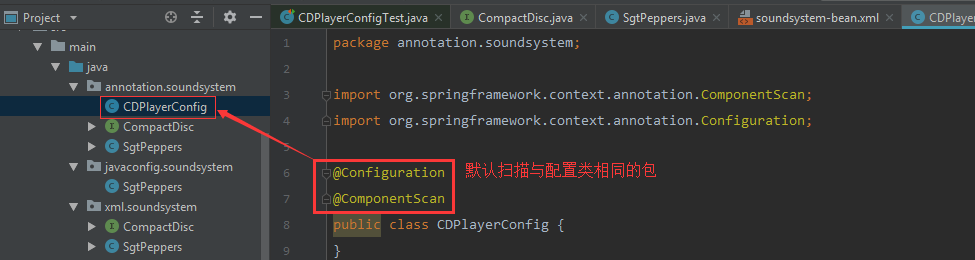 Project
CDPlayerConfigTest.java
CompactDisc.java
SgtPeppers.java
soundsystem-bean.xml
main
java
annotation.soundsystem
CDPlayerConfig
CompactDisc
SgtPeppers
javaconfig.soundsystem
SgtPeppers
xml.soundsystem
CompactDisc
SgtPeppers
1 package annotation.soundsystem;
2
3 import org.springframework.context.annotation.ComponentScan;
4 import org.springframework.context.annotation.Configuration;
5
6 @Configuration 默认扫描与配置类相同的包
7 @ComponentScan
8 public class CDPlayerConfig {
9 }